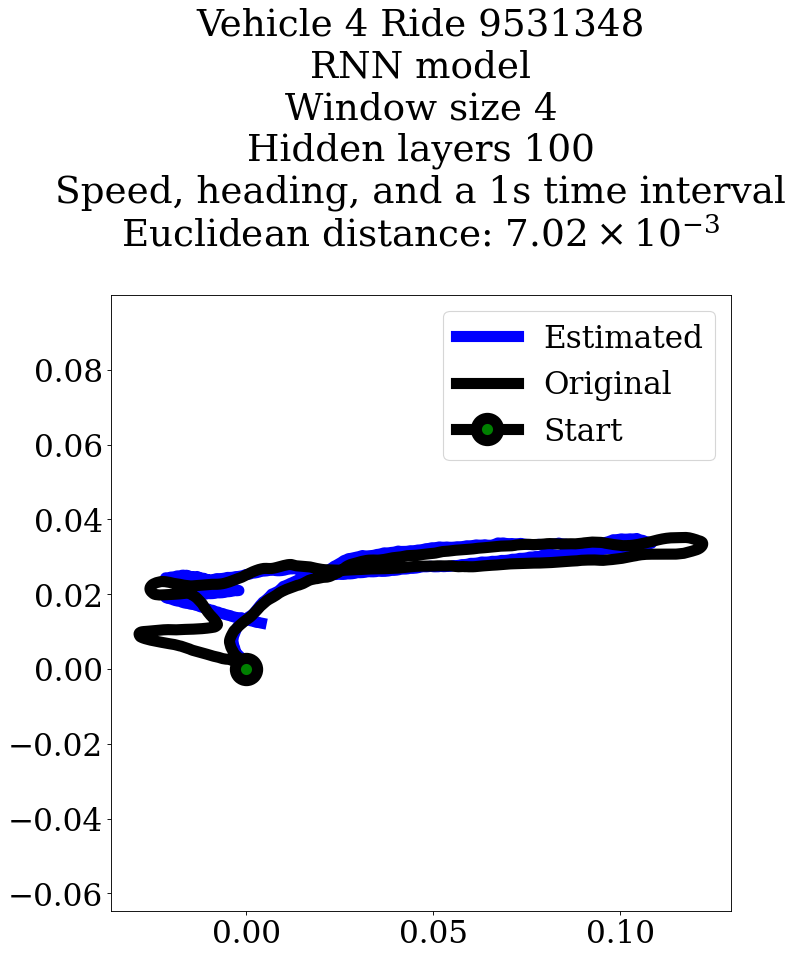 Vehicle 4 Ride 9531348
RNN model
Window size 4
Hidden layers 100
Speed, heading, and a 1s time interval
Euclidean distance: 7.02 × 10⁻³
Estimated
Original
Start
0.08
0.06
0.04
0.02
0.00
−0.02
−0.04
−0.06
0.00 0.05 0.10